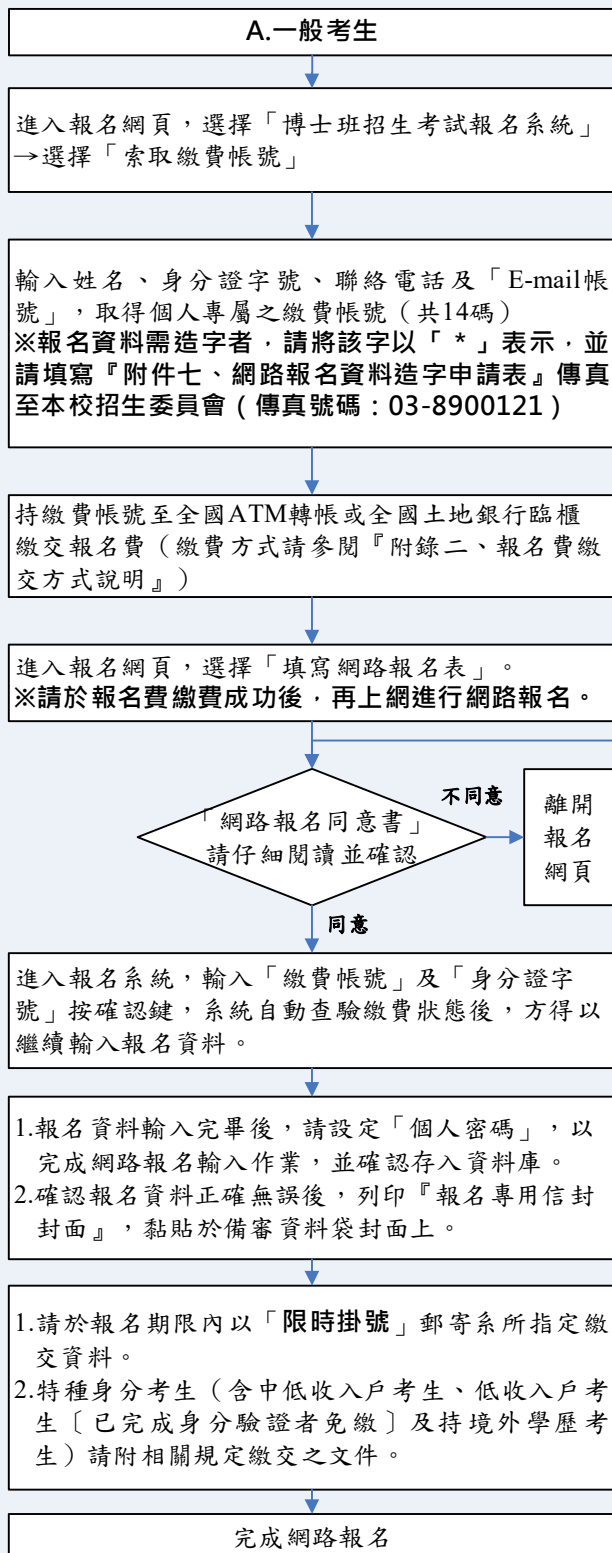 A.一般考生
進入報名網頁，選擇「博士班招生考試報名系統」
→選擇「索取繳費帳號」
輸入姓名、身分證字號、聯絡電話及「E-mail帳
號」，取得個人專屬之繳費帳號（共14碼）
※報名資料需造字者，請將該字以「 * 」表示，並
請填寫『附件七、網路報名資料造字申請表』傳真
至本校招生委員會（傳真號碼：03-8900121）
持繳費帳號至全國ATM轉帳或全國土地銀行臨櫃
繳交報名費（繳費方式請參閱『附錄二、報名費繳
交方式說明』）
進入報名網頁，選擇「填寫網路報名表」。
※請於報名費繳費成功後，再上網進行網路報名。
「網路報名同意書」
請仔細閱讀並確認
不同意
離開
報名
網頁
同意
進入報名系統，輸入「繳費帳號」及「身分證字
號」按確認鍵，系統自動查驗繳費狀態後，方得以
繼續輸入報名資料。
1.報名資料輸入完畢後，請設定「個人密碼」，以
完成網路報名輸入作業，並確認存入資料庫。
2.確認報名資料正確無誤後，列印『報名專用信封
封面』，黏貼於備審資料袋封面上。
1.請於報名期限內以「限時掛號」郵寄系所指定繳
交資料。
2.特種身分考生（含中低收入戶考生、低收入戶考
生〔已完成身分驗證者免繳〕及持境外學歷考
生）請附相關規定繳交之文件。
完成網路報名